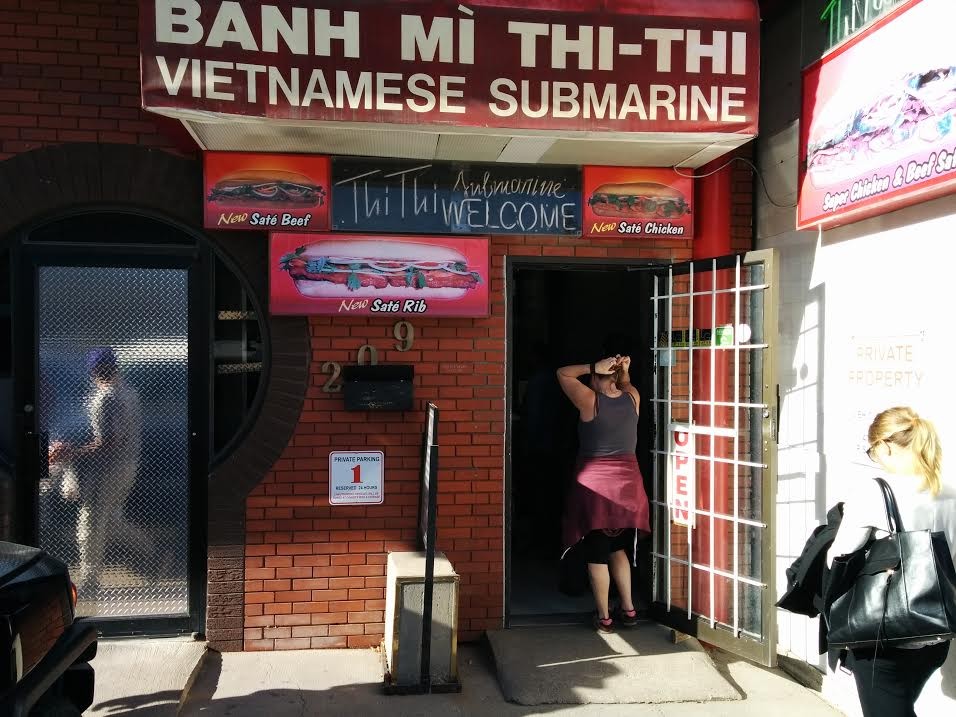 BANH MÌ THI-THI
VIETNAMESE SUBMARINE
New Saté Beef
Thi Thi Submarine
WELCOME
New Saté Chicken
New Saté Rib
209
PRIVATE PARKING
1
RESERVED 24 HOURS
OPEN
Super Chicken & Beef
PRIVATE
PROPERTY